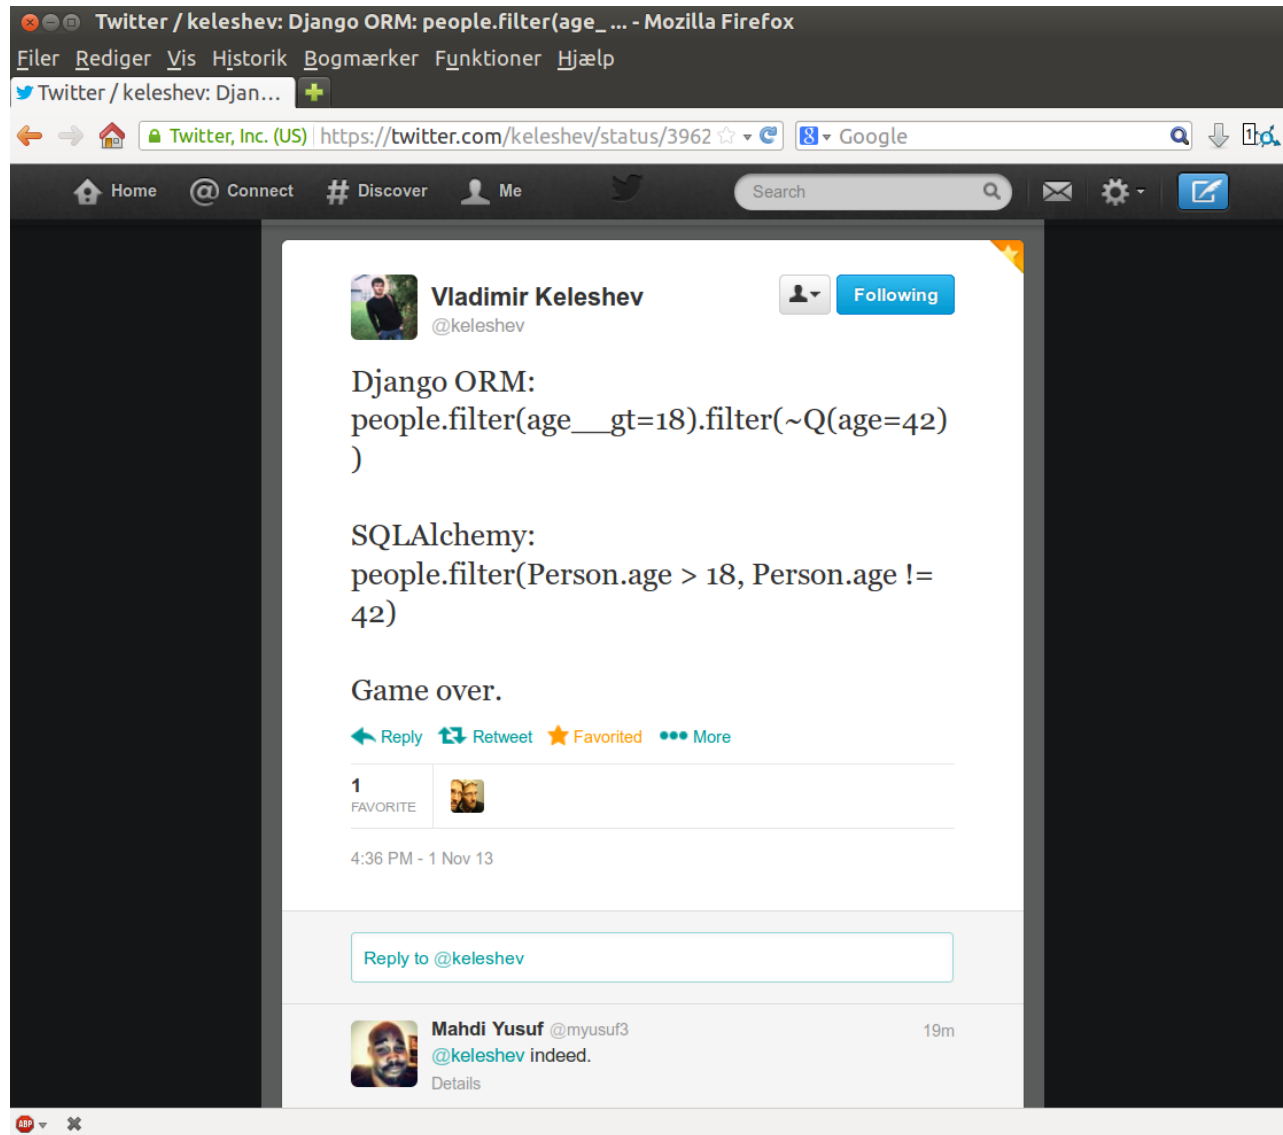 Twitter / keleshev: Django ORM: people.filter(age_ ... - Mozilla Firefox
Filer Rediger Vis Historik Bogmærker Funktioner Hjælp
Twitter / keleshev: Djan...
Twitter, Inc. (US) https://twitter.com/keleshev/status/3962 8 Google
Home @ Connect # Discover Me Search
Vladimir Keleshev Following
@keleshev
Django ORM:
people.filter(age__gt=18).filter(~Q(age=42)
)
SQLAlchemy:
people.filter(Person.age > 18, Person.age !=
42)
Game over.
Reply Retweet Favorited More
1
FAVORITE
4:36 PM - 1 Nov 13
Reply to @keleshev
Mahdi Yusuf @myusuf3 19m
@keleshev indeed.
Details
ABP